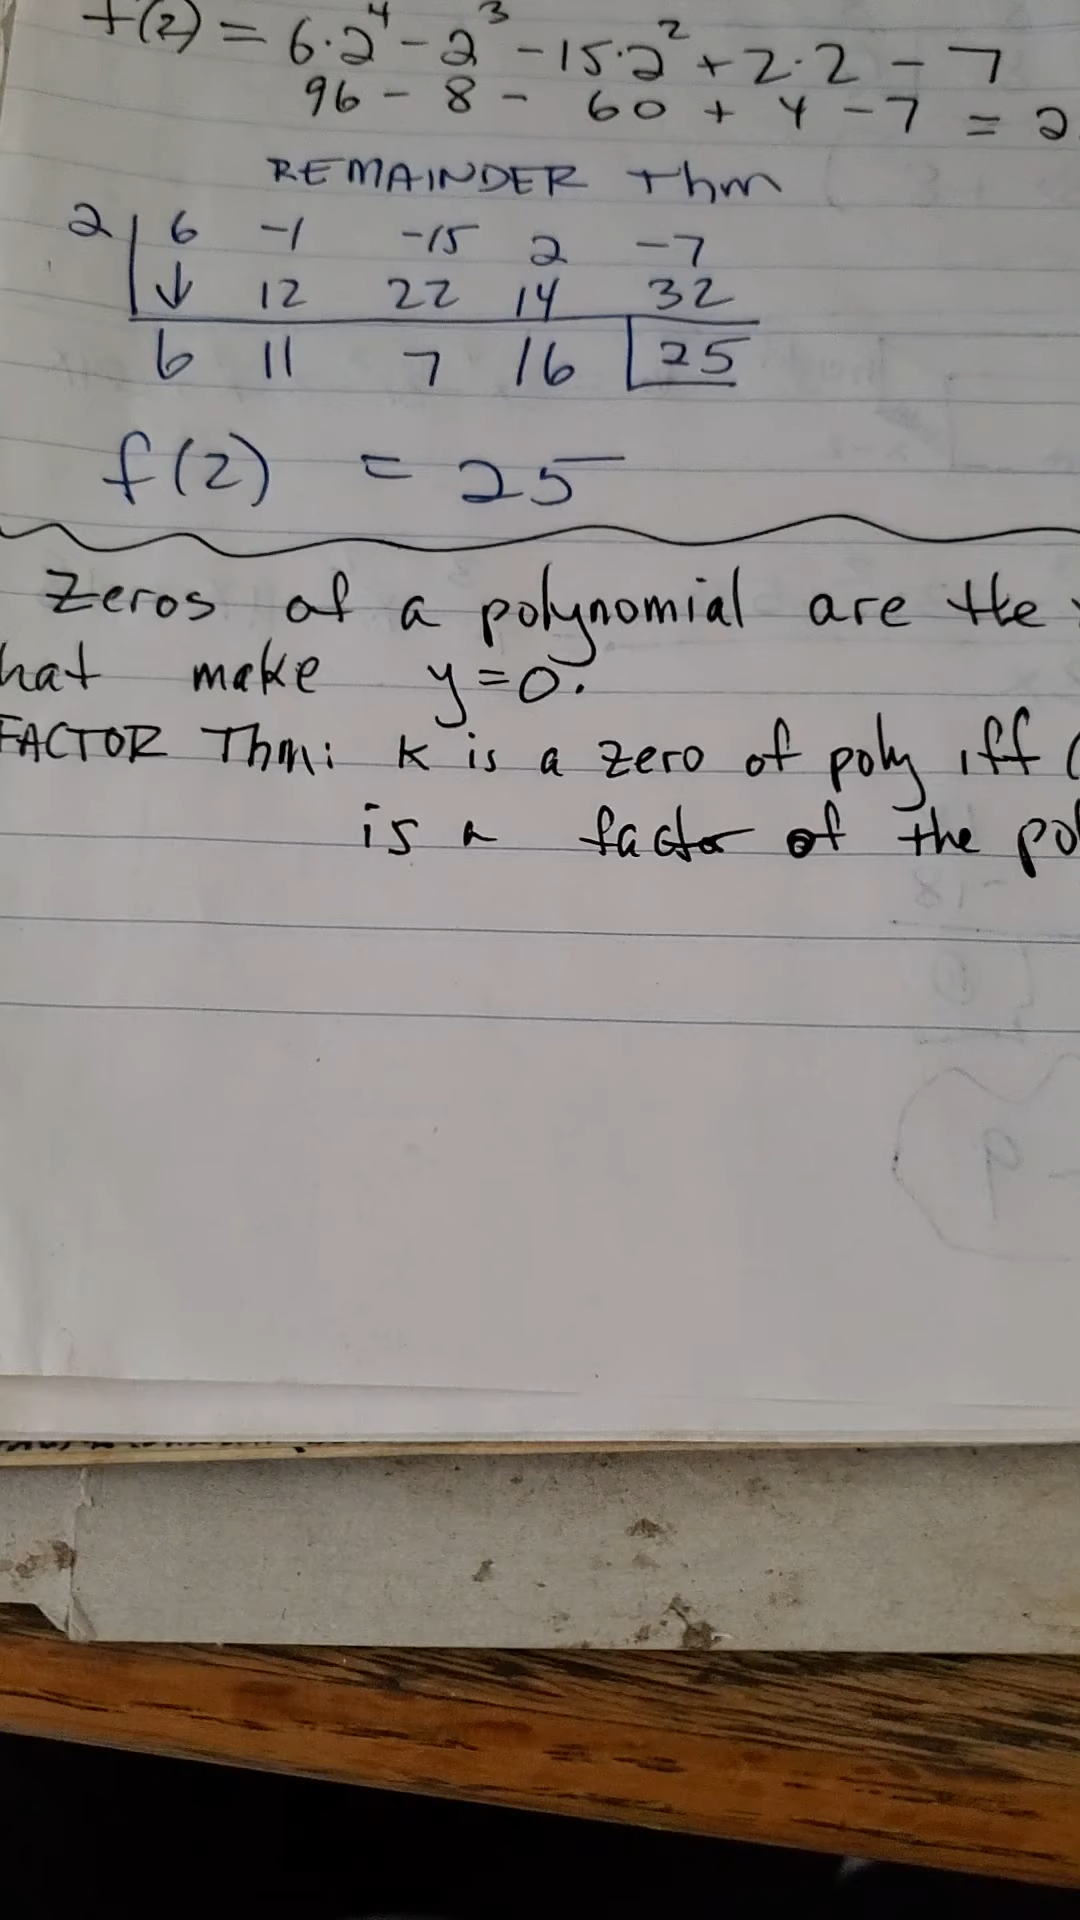 f(2) = 6·2⁴ - 2³ - 15·2² + 2·2 - 7
96 - 8 - 60 + 4 - 7 = 2
REMAINDER Thm
2 6 -1 -15 2 -7
↓ 12 22 14 32
6 11 7 16 25
f(2) = 25
Zeros of a polynomial are the
hat make y=0.
FACTOR Thm: K is a zero of poly iff (
is a factor of the pol